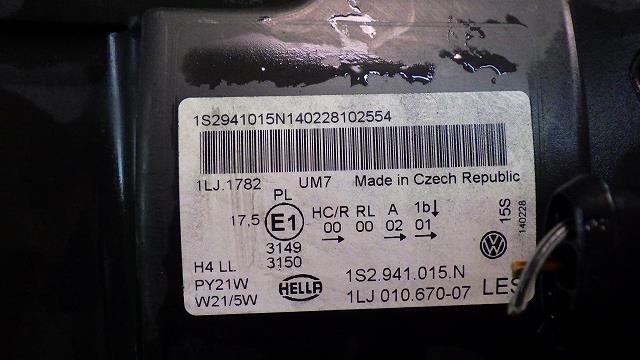 1S2941015N140228102554
1LJ.1782 UM7 Made in Czech Republic
PL
17,5 E1 HC/R RL A 1b
00 00 02 01
3149
3150
15S
140228
H4 LL
PY21W
W21/5W
HELLA
VW
1S2.941.015.N
1LJ 010.670-07
LES